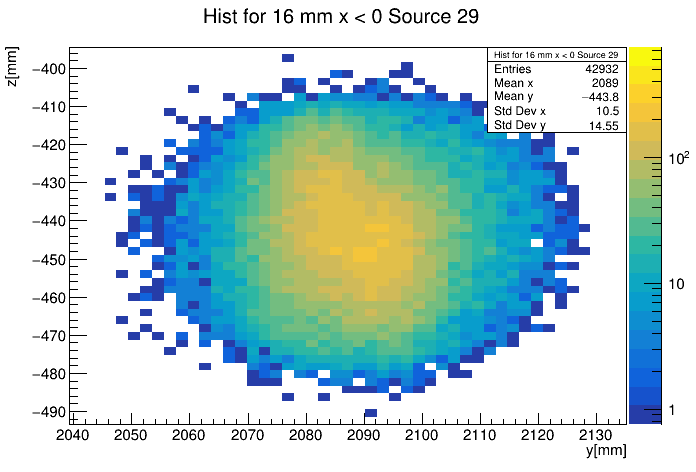 Hist for 16 mm x < 0 Source 29
z[mm]
Hist for 16 mm x < 0 Source 29
Entries 42932
Mean x 2089
Mean y −443.8
Std Dev x 10.5
Std Dev y 14.55
−400
−410
−420
−430
−440
−450
−460
−470
−480
−490
10²
10
1
2040 2050 2060 2070 2080 2090 2100 2110 2120 2130
y[mm]